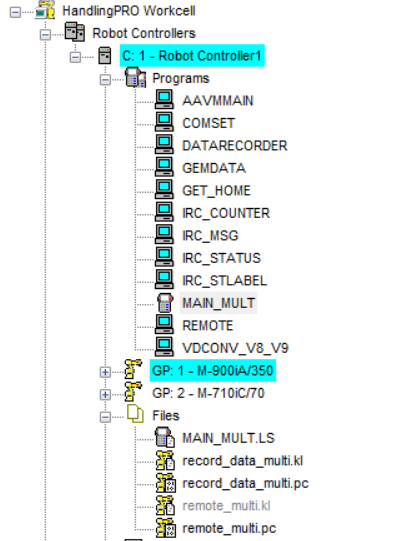 HandlingPRO Workcell
Robot Controllers
C: 1 - Robot Controller1
Programs
AAVMMAIN
COMSET
DATARECORDER
GEMDATA
GET_HOME
IRC_COUNTER
IRC_MSG
IRC_STATUS
IRC_STLABEL
MAIN_MULT
REMOTE
VDCONV_V8_V9
GP: 1 - M-900iA/350
GP: 2 - M-710iC/70
Files
MAIN_MULT.LS
record_data_multi.kl
record_data_multi.pc
remote_multi.kl
remote_multi.pc